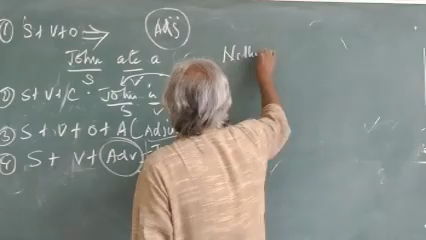 ① S+V+O ⇒ Adj
John ate a
S V
② S+V+C. John is
S V
③ S + V + O + A (Adju
④ S + V + Adv